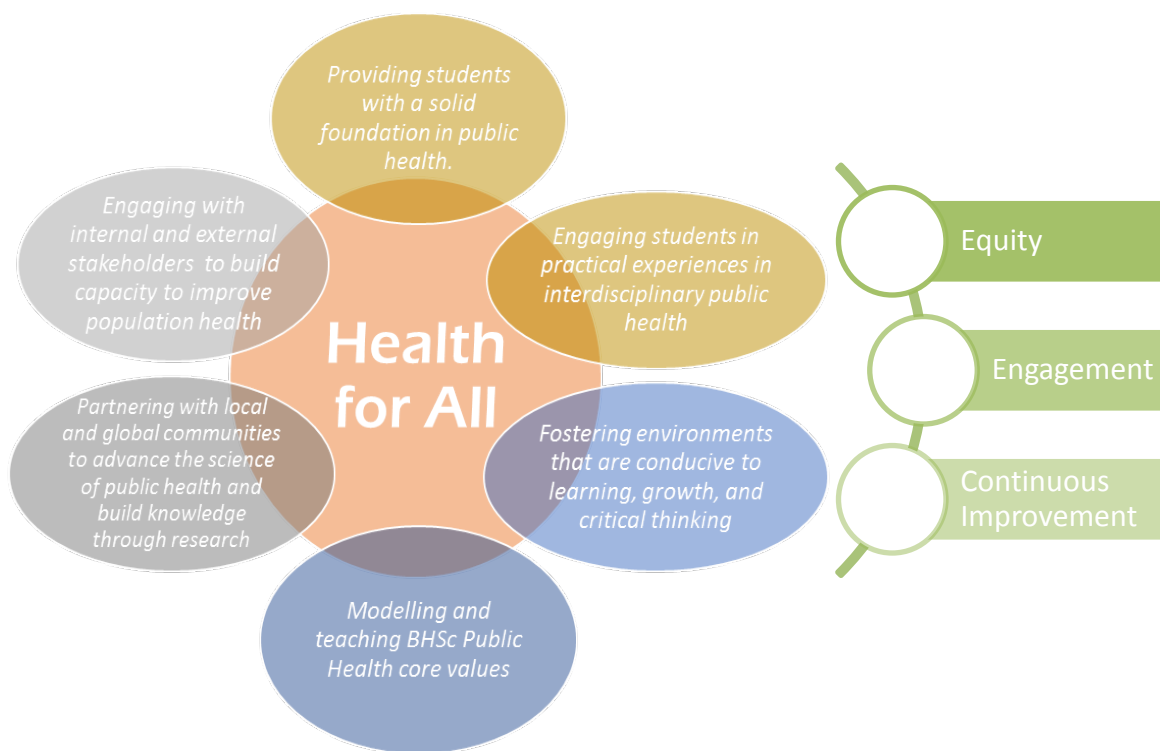 Providing students
with a solid
foundation in public
health.
Engaging students in
practical experiences in
interdisciplinary public
health
Fostering environments
that are conducive to
learning, growth, and
critical thinking
Modelling and
teaching BHSc Public
Health core values
Partnering with local
and global communities
to advance the science
of public health and
build knowledge
through research
Engaging with
internal and external
stakeholders to build
capacity to improve
population health
Health
for All
Equity
Engagement
Continuous
Improvement